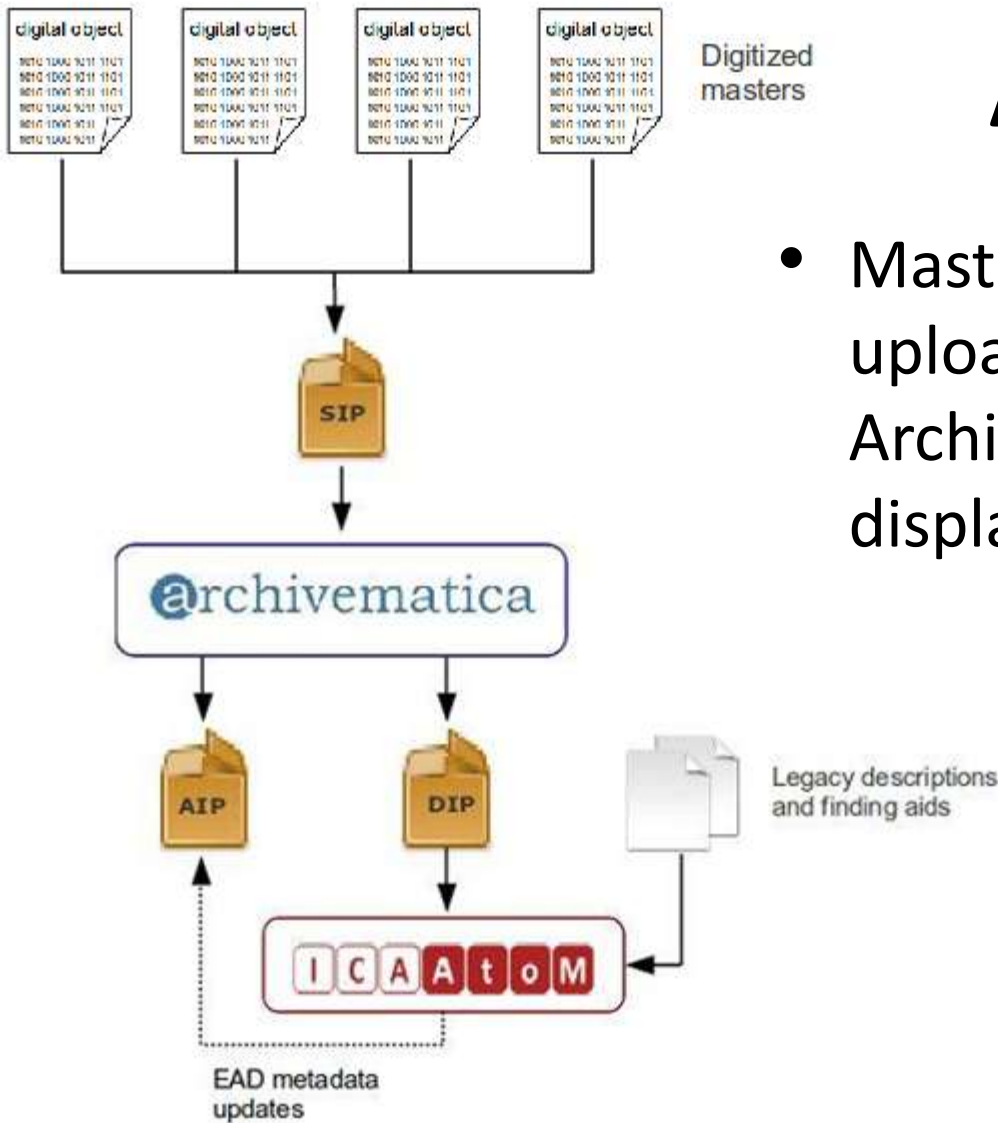 digital object
digital object
digital object
digital object
Digitized
masters
• Mast
uploa
Archi
displa
SIP
archivematica
AIP
DIP
Legacy descriptions
and finding aids
ICAAtoM
EAD metadata
updates